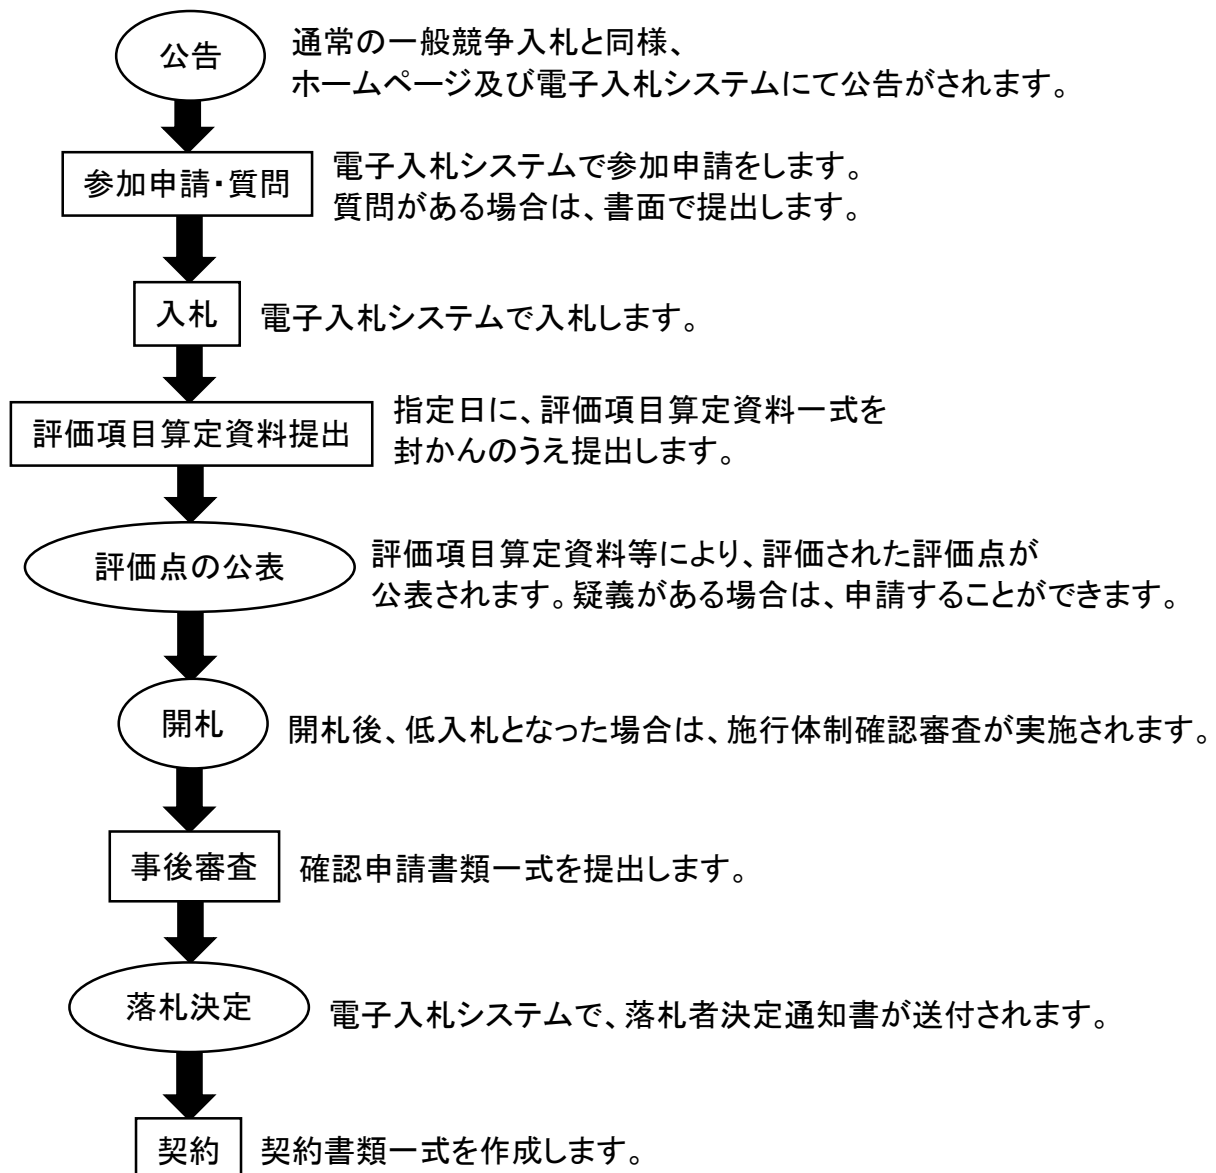 公告
通常の一般競争入札と同様、
ホームページ及び電子入札システムにて公告がされます。
参加申請・質問
電子入札システムで参加申請をします。
質問がある場合は、書面で提出します。
入札
電子入札システムで入札します。
評価項目算定資料提出
指定日に、評価項目算定資料一式を
封かんのうえ提出します。
評価点の公表
評価項目算定資料等により、評価された評価点が
公表されます。疑義がある場合は、申請することができます。
開札
開札後、低入札となった場合は、施行体制確認審査が実施されます。
事後審査
確認申請書類一式を提出します。
落札決定
電子入札システムで、落札者決定通知書が送付されます。
契約
契約書類一式を作成します。